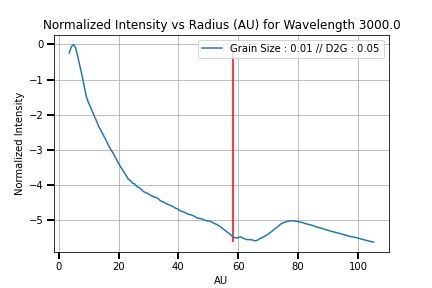 Normalized Intensity vs Radius (AU) for Wavelength 3000.0
Grain Size : 0.01 // D2G : 0.05
Normalized Intensity
0
−1
−2
−3
−4
−5
0 20 40 60 80 100
AU